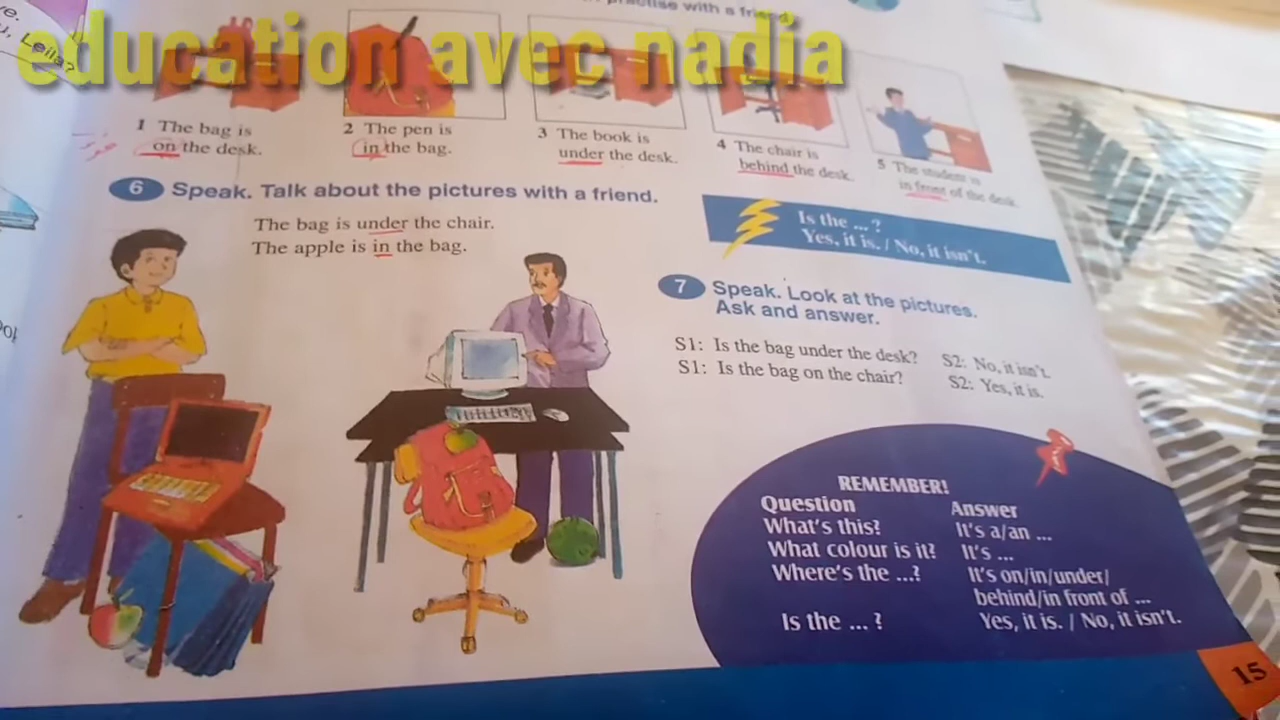 ve.
Leila?
practise with a friend
education avec nadia
1 The bag is
on the desk.
2 The pen is
in the bag.
3 The book is
under the desk.
4 The chair is
behind the desk.
5 The student is
in front of the desk.
6 Speak. Talk about the pictures with a friend.
The bag is under the chair.
The apple is in the bag.
Is the ... ?
Yes, it is. / No, it isn't.
7 Speak. Look at the pictures.
Ask and answer.
S1: Is the bag under the desk? S2: No, it isn't.
S1: Is the bag on the chair? S2: Yes, it is.
REMEMBER!
Question Answer
What's this? It's a/an ...
What colour is it? It's ...
Where's the ...? It's on/in/under/
behind/in front of ...
Is the ... ? Yes, it is. / No, it isn't.
15